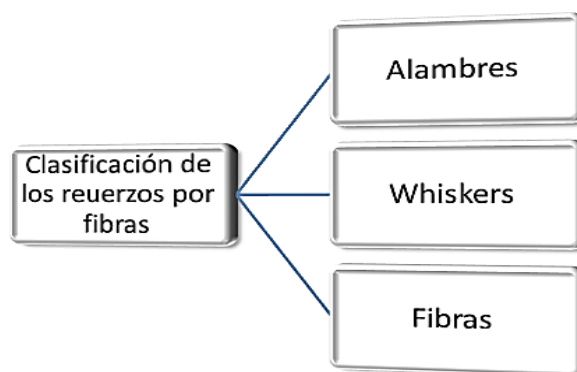 Clasificación de
los reuerzos por
fibras
Alambres
Whiskers
Fibras